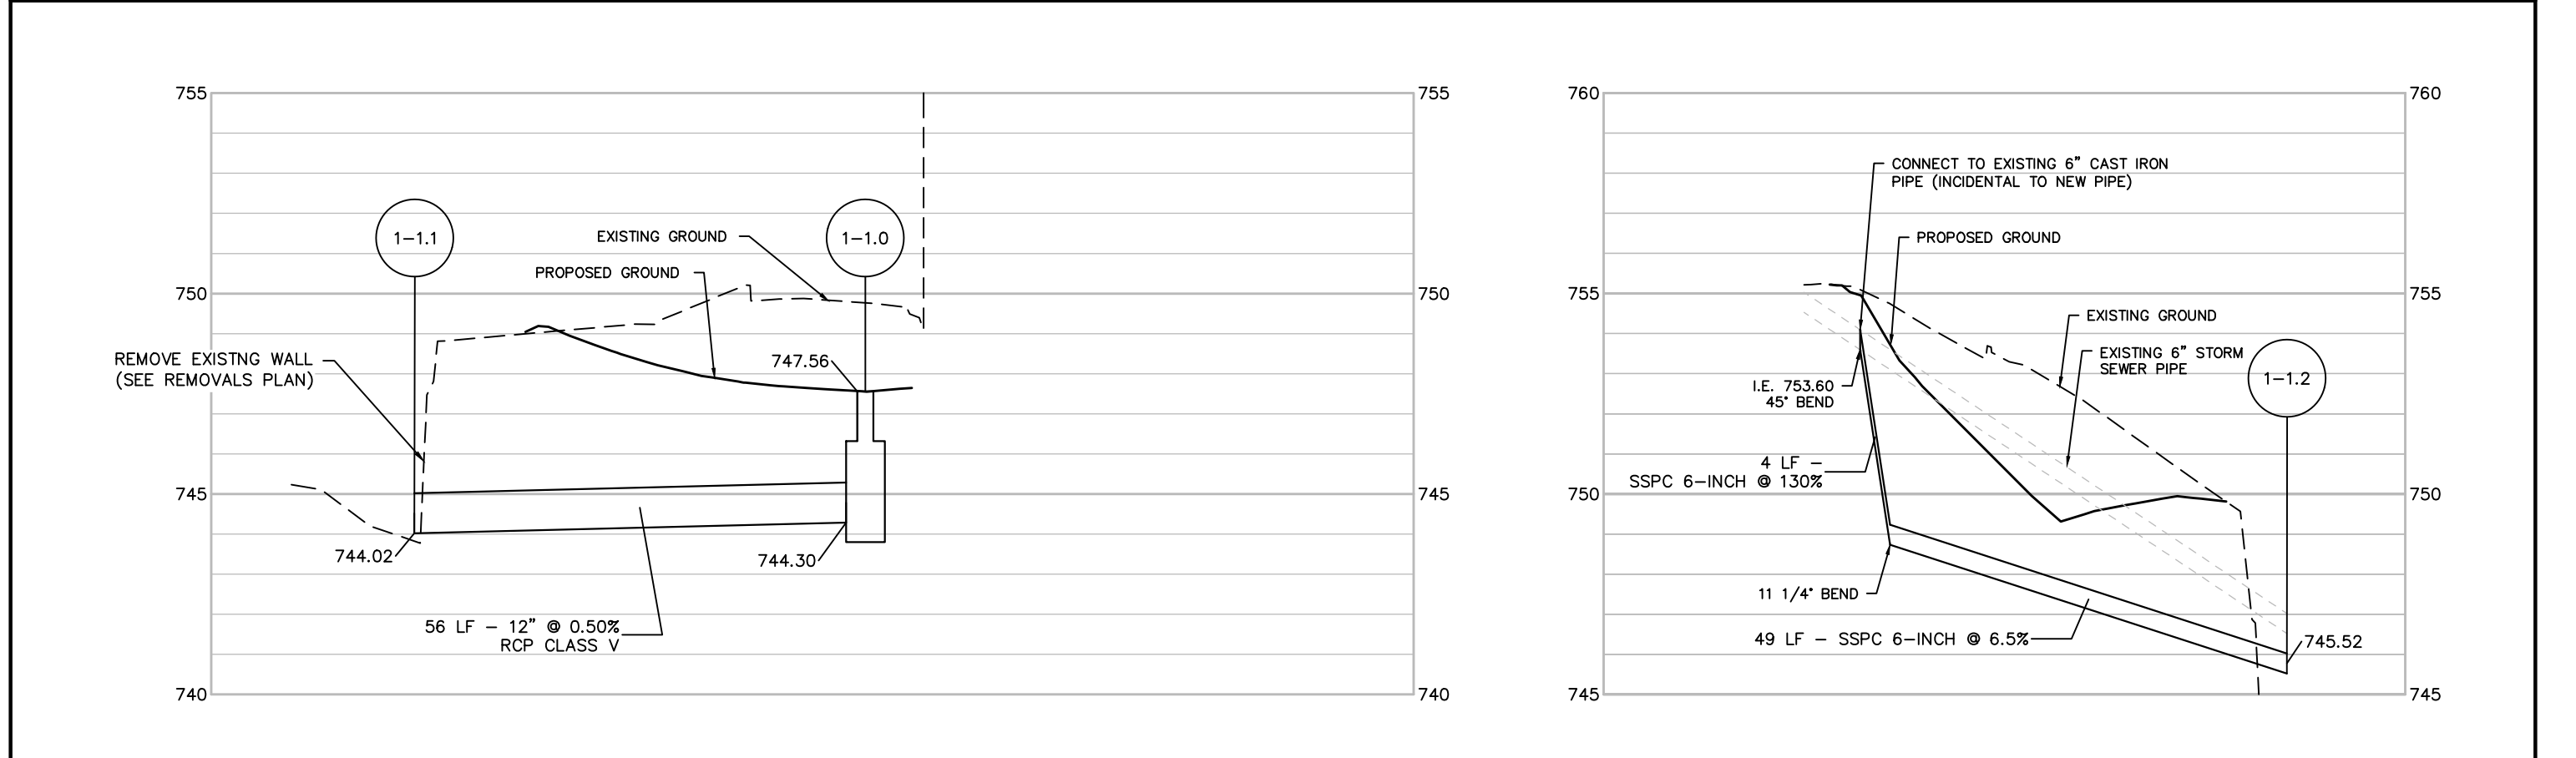 755
755
1-1.1
1-1.0
EXISTING GROUND
PROPOSED GROUND
750
750
REMOVE EXISTNG WALL
(SEE REMOVALS PLAN)
747.56
745
745
744.02
744.30
56 LF - 12" @ 0.50%
RCP CLASS V
740
740
760
760
CONNECT TO EXISTING 6" CAST IRON
PIPE (INCIDENTAL TO NEW PIPE)
PROPOSED GROUND
755
755
EXISTING GROUND
EXISTING 6" STORM
SEWER PIPE
1-1.2
I.E. 753.60
45° BEND
4 LF -
SSPC 6-INCH @ 130%
750
750
11 1/4° BEND
49 LF - SSPC 6-INCH @ 6.5%
745.52
745
745